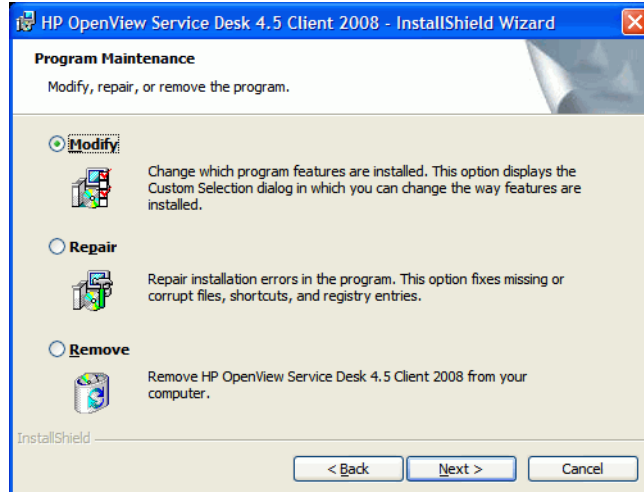 HP OpenView Service Desk 4.5 Client 2008 - InstallShield Wizard
Program Maintenance
Modify, repair, or remove the program.
Modify
Change which program features are installed. This option displays the
Custom Selection dialog in which you can change the way features are
installed.
Repair
Repair installation errors in the program. This option fixes missing or
corrupt files, shortcuts, and registry entries.
Remove
Remove HP OpenView Service Desk 4.5 Client 2008 from your
computer.
InstallShield
< Back Next > Cancel